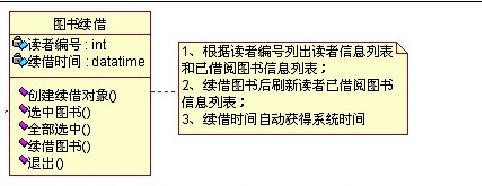 图书续借
读者编号 : int
续借时间 : datatime
创建续借对象()
选中图书()
全部选中()
续借图书()
退出()
1、根据读者编号列出读者信息列表
和已借阅图书信息列表；
2、续借图书后刷新读者已借阅图书
信息列表；
3、续借时间自动获得系统时间